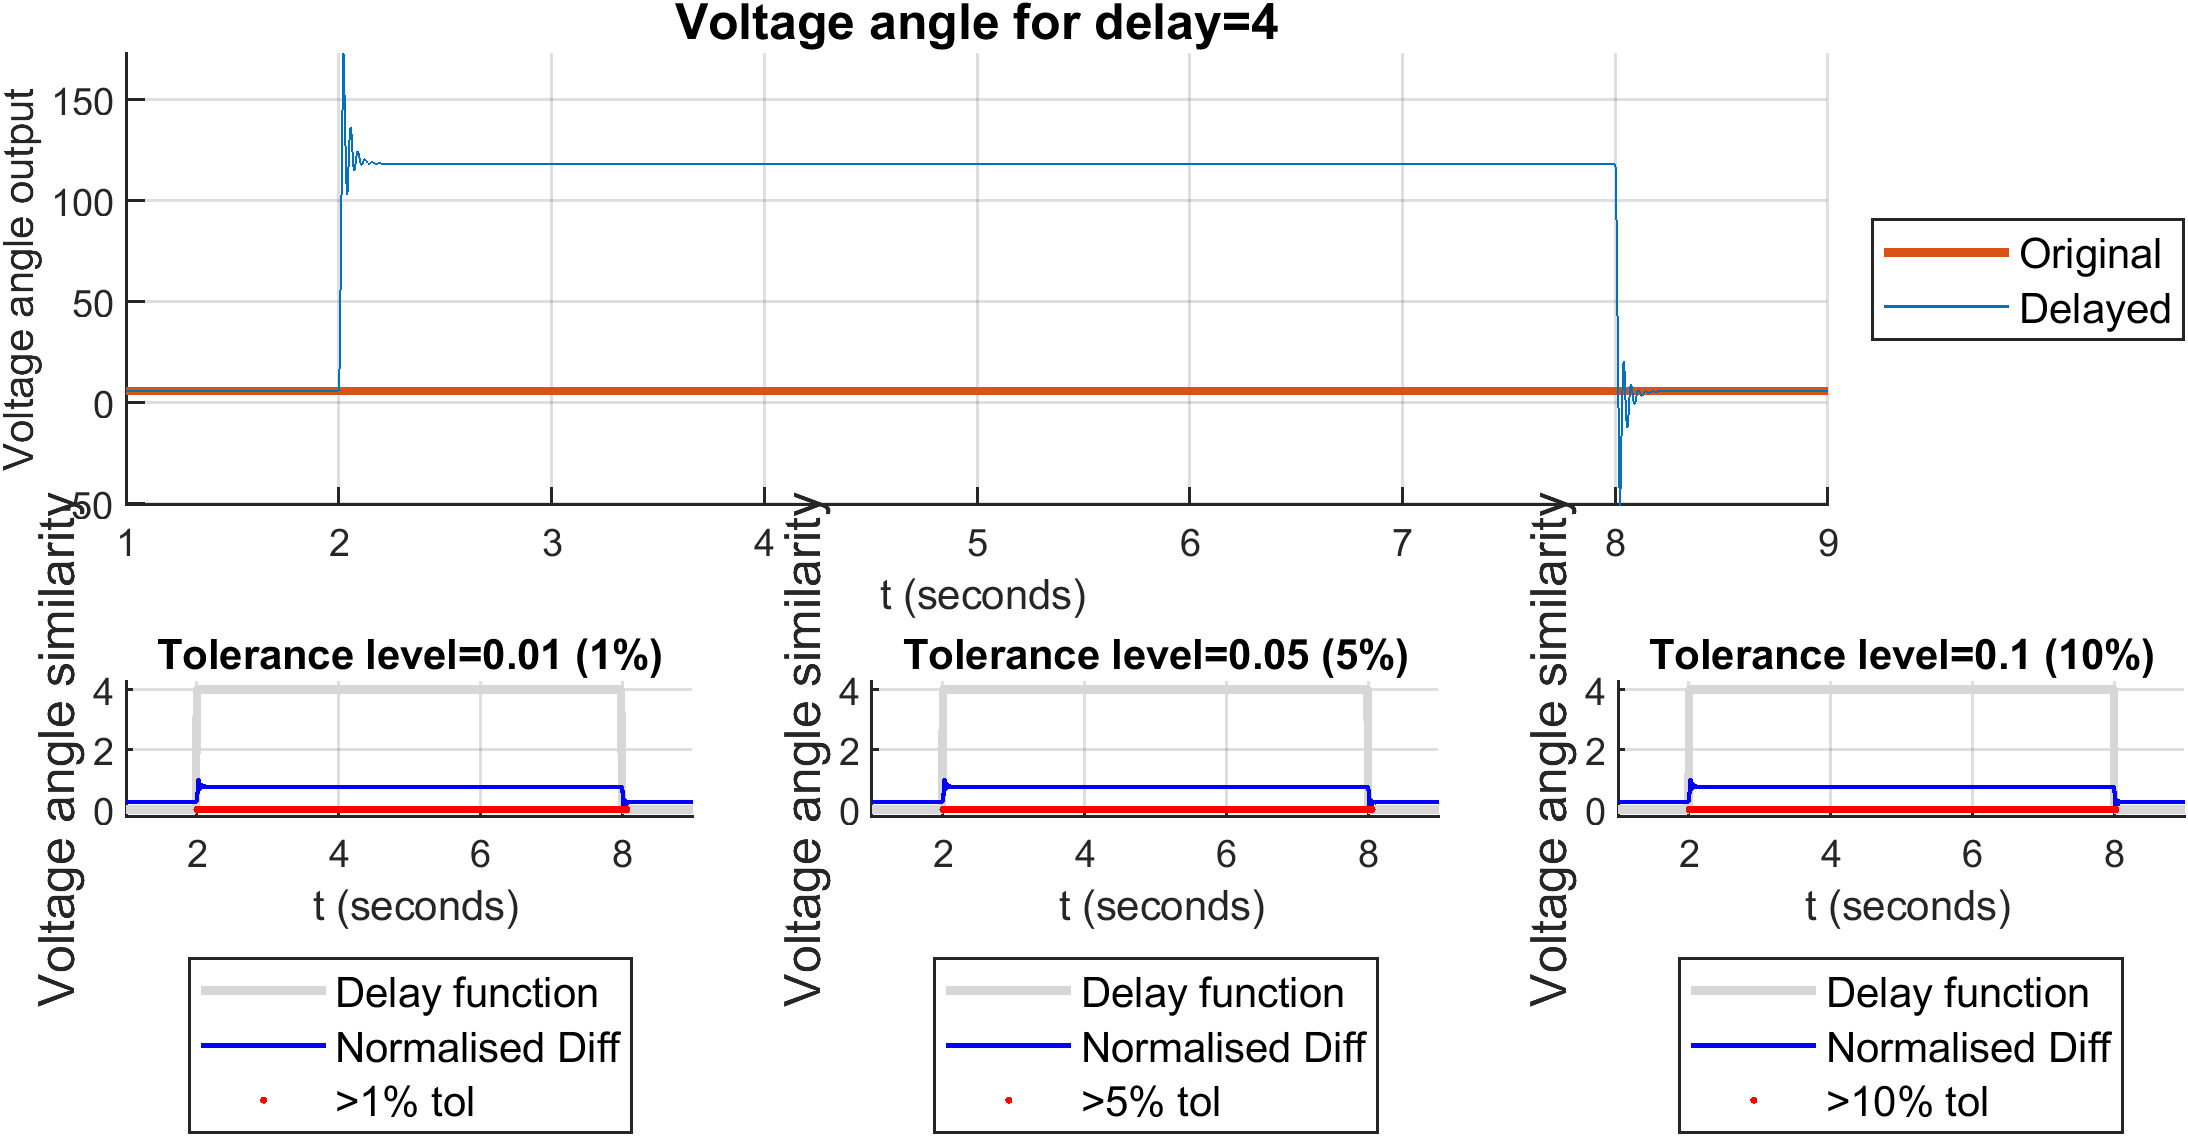 Voltage angle for delay=4
Voltage angle output
150
100
50
0
-50
1 2 3 4 5 6 7 8 9
t (seconds)
Original
Delayed
Tolerance level=0.01 (1%)
Voltage angle similarity
4
2
0
2 4 6 8
t (seconds)
Delay function
Normalised Diff
>1% tol
Tolerance level=0.05 (5%)
Voltage angle similarity
4
2
0
2 4 6 8
t (seconds)
Delay function
Normalised Diff
>5% tol
Tolerance level=0.1 (10%)
Voltage angle similarity
4
2
0
2 4 6 8
t (seconds)
Delay function
Normalised Diff
>10% tol